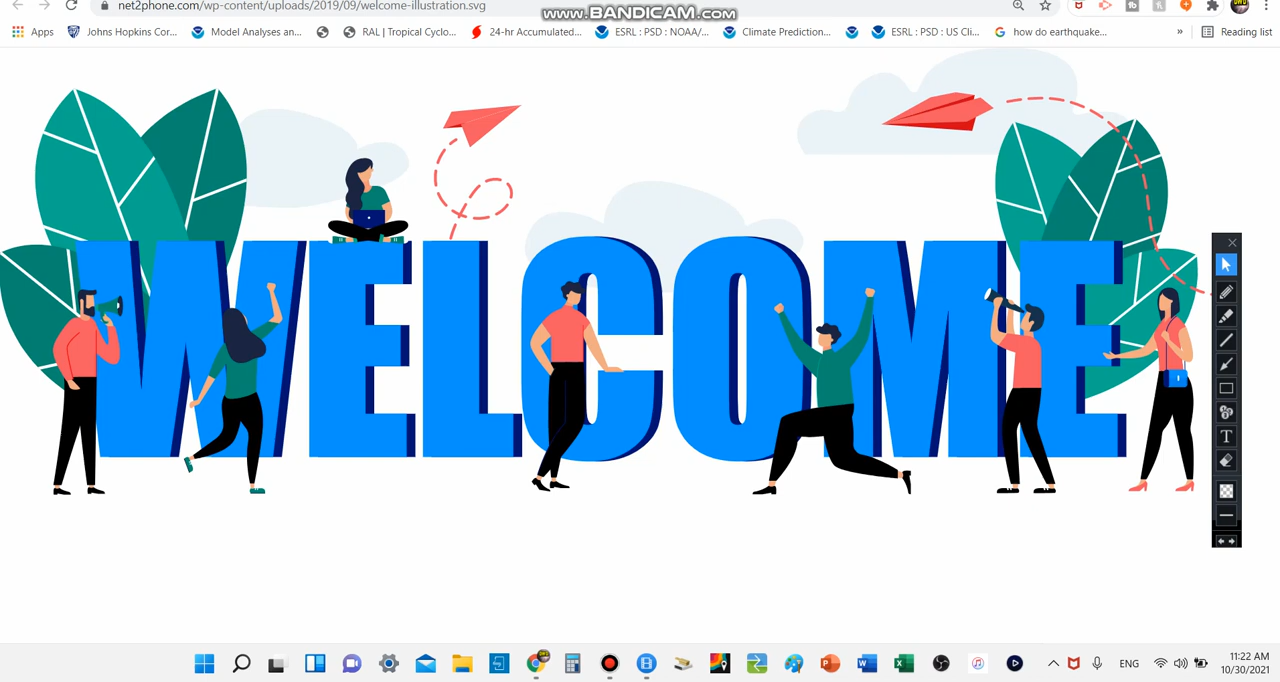 net2phone.com/wp-content/uploads/2019/09/welcome-illustration.svg
www.BANDICAM.com
Apps
Johns Hopkins Cor...
Model Analyses an...
RAL | Tropical Cyclo...
24-hr Accumulated...
ESRL : PSD : NOAA/...
Climate Prediction...
ESRL : PSD : US Cli...
how do earthquake...
»
Reading list
WELCOME
T
ENG
11:22 AM
10/30/2021